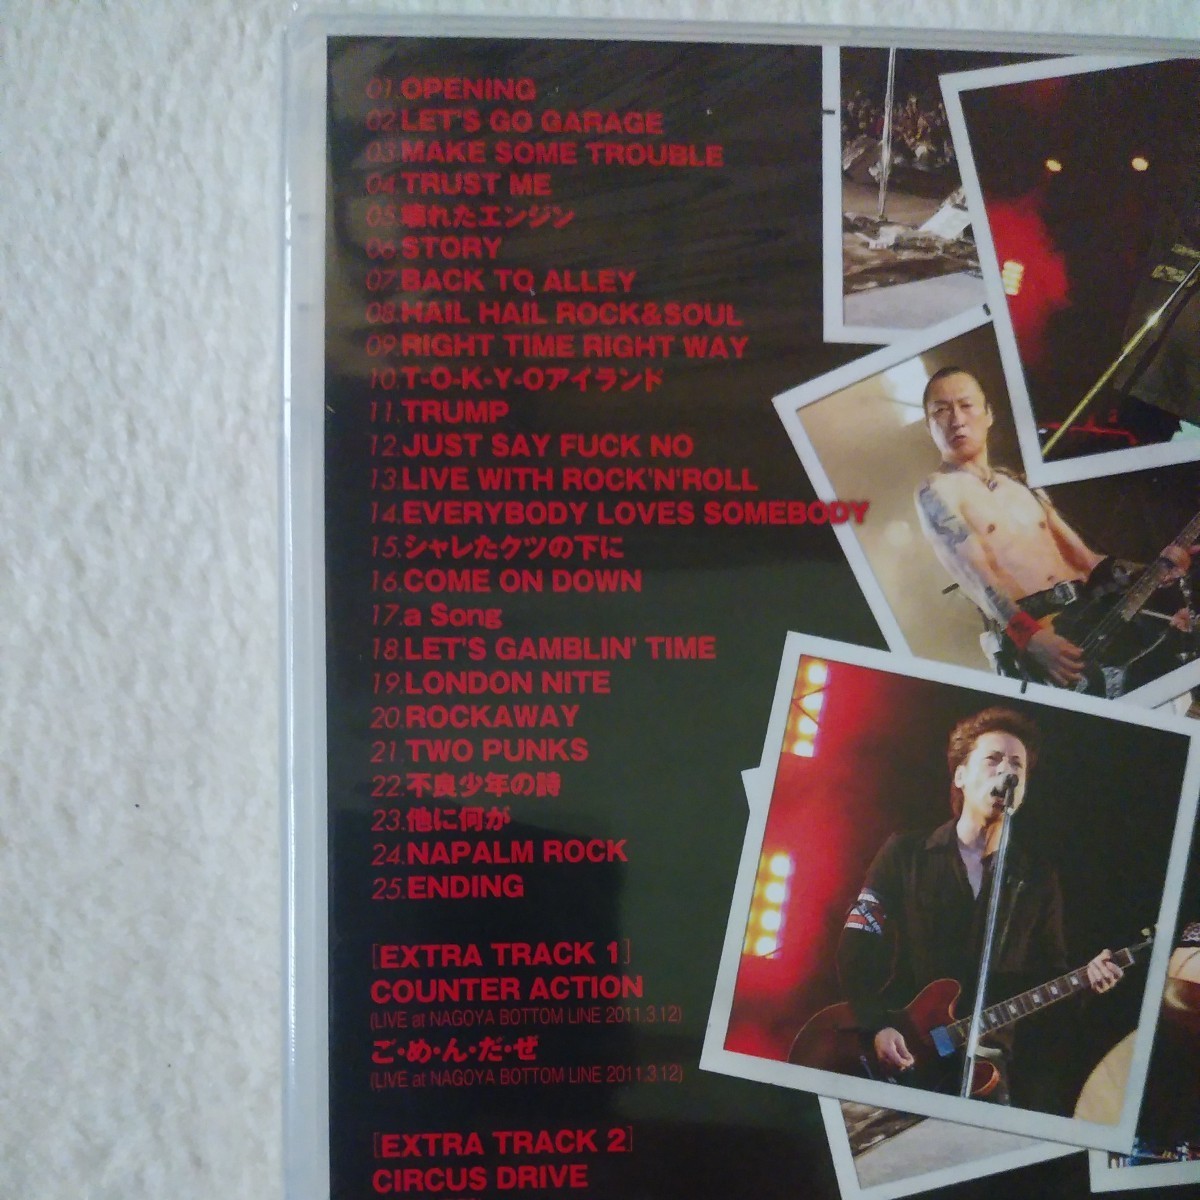 01.OPENING
02.LET'S GO GARAGE
03.MAKE SOME TROUBLE
04.TRUST ME
05.壊れたエンジン
06.STORY
07.BACK TO ALLEY
08.HAIL HAIL ROCK&SOUL
09.RIGHT TIME RIGHT WAY
10.T-O-K-Y-Oアイランド
11.TRUMP
12.JUST SAY FUCK NO
13.LIVE WITH ROCK'N'ROLL
14.EVERYBODY LOVES SOMEBODY
15.シャレたクツの下に
16.COME ON DOWN
17.a Song
18.LET'S GAMBLIN' TIME
19.LONDON NITE
20.ROCKAWAY
21.TWO PUNKS
22.不良少年の詩
23.他に何が
24.NAPALM ROCK
25.ENDING
[EXTRA TRACK 1]
COUNTER ACTION
(LIVE at NAGOYA BOTTOM LINE 2011.3.12)
ご・め・ん・だ・ぜ
(LIVE at NAGOYA BOTTOM LINE 2011.3.12)
[EXTRA TRACK 2]
CIRCUS DRIVE